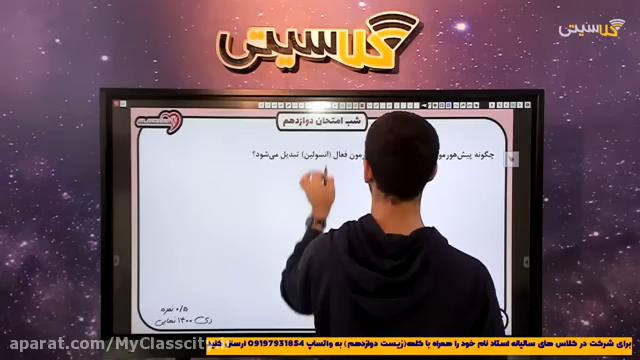 کلاسیتی
کلاسیتی
شب امتحان دوازدهم
چگونه پیش‌هورمو مون فعال (انسولین) تبدیل می‌شود؟
۰/۵ نمره
دی ۱۴۰۰ نهایی
aparat.com/MyClasscity
برای شرکت در کلاس های سالیانه استاد نام خود را همراه با کلمه(زیست دوازدهم) به واتساپ 09197931854 ارسال کنید